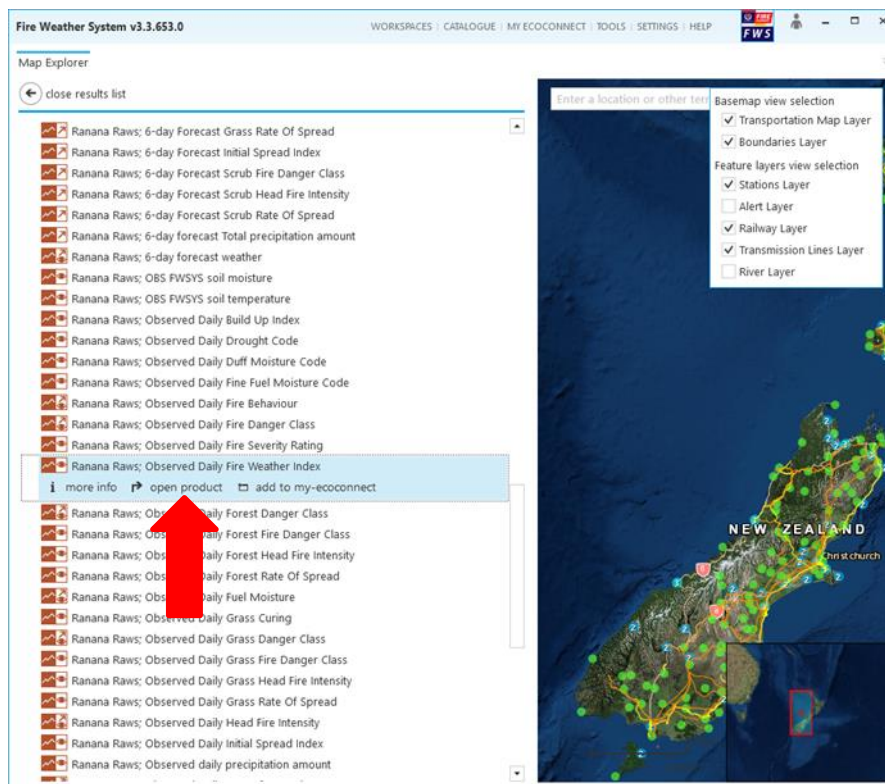 Fire Weather System v3.3.653.0
WORKSPACES CATALOGUE MY ECOCONNECT TOOLS SETTINGS HELP
FIRE
FWS
Map Explorer
close results list
Ranana Raws; 6-day Forecast Grass Rate Of Spread
Ranana Raws; 6-day Forecast Initial Spread Index
Ranana Raws; 6-day Forecast Scrub Fire Danger Class
Ranana Raws; 6-day Forecast Scrub Head Fire Intensity
Ranana Raws; 6-day Forecast Scrub Rate Of Spread
Ranana Raws; 6-day forecast Total precipitation amount
Ranana Raws; 6-day forecast weather
Ranana Raws; OBS FWSYS soil moisture
Ranana Raws; OBS FWSYS soil temperature
Ranana Raws; Observed Daily Build Up Index
Ranana Raws; Observed Daily Drought Code
Ranana Raws; Observed Daily Duff Moisture Code
Ranana Raws; Observed Daily Fine Fuel Moisture Code
Ranana Raws; Observed Daily Fire Behaviour
Ranana Raws; Observed Daily Fire Danger Class
Ranana Raws; Observed Daily Fire Severity Rating
Ranana Raws; Observed Daily Fire Weather Index
more info open product add to my-ecoconnect
Ranana Raws; Obs Daily Forest Danger Class
Ranana Raws; Obs Daily Forest Fire Danger Class
Ranana Raws; Obs Daily Forest Head Fire Intensity
Ranana Raws; Obs Daily Forest Rate Of Spread
Ranana Raws; Obs Daily Fuel Moisture
Ranana Raws; Observed Daily Grass Curing
Ranana Raws; Observed Daily Grass Danger Class
Ranana Raws; Observed Daily Grass Fire Danger Class
Ranana Raws; Observed Daily Grass Head Fire Intensity
Ranana Raws; Observed Daily Grass Rate Of Spread
Ranana Raws; Observed Daily Head Fire Intensity
Ranana Raws; Observed Daily Initial Spread Index
Ranana Raws; Observed daily precipitation amount
Enter a location or other terr
Basemap view selection
Transportation Map Layer
Boundaries Layer
Feature layers view selection
Stations Layer
Alert Layer
Railway Layer
Transmission Lines Layer
River Layer
NEW ZEALAND
Christchurch